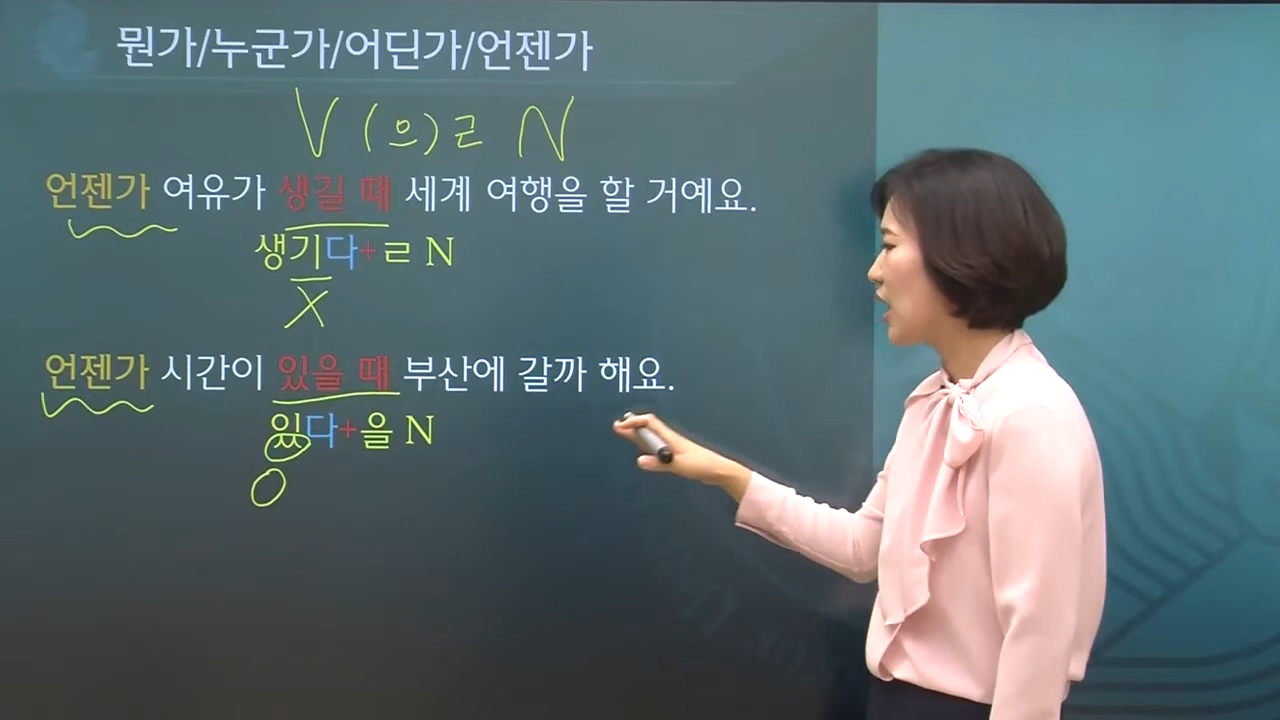 뭔가/누군가/어딘가/언젠가
V (으)ㄹ N
언젠가 여유가 생길 때 세계 여행을 할 거예요.
생기다+ㄹ N
X
언젠가 시간이 있을 때 부산에 갈까 해요.
있다+을 N
O